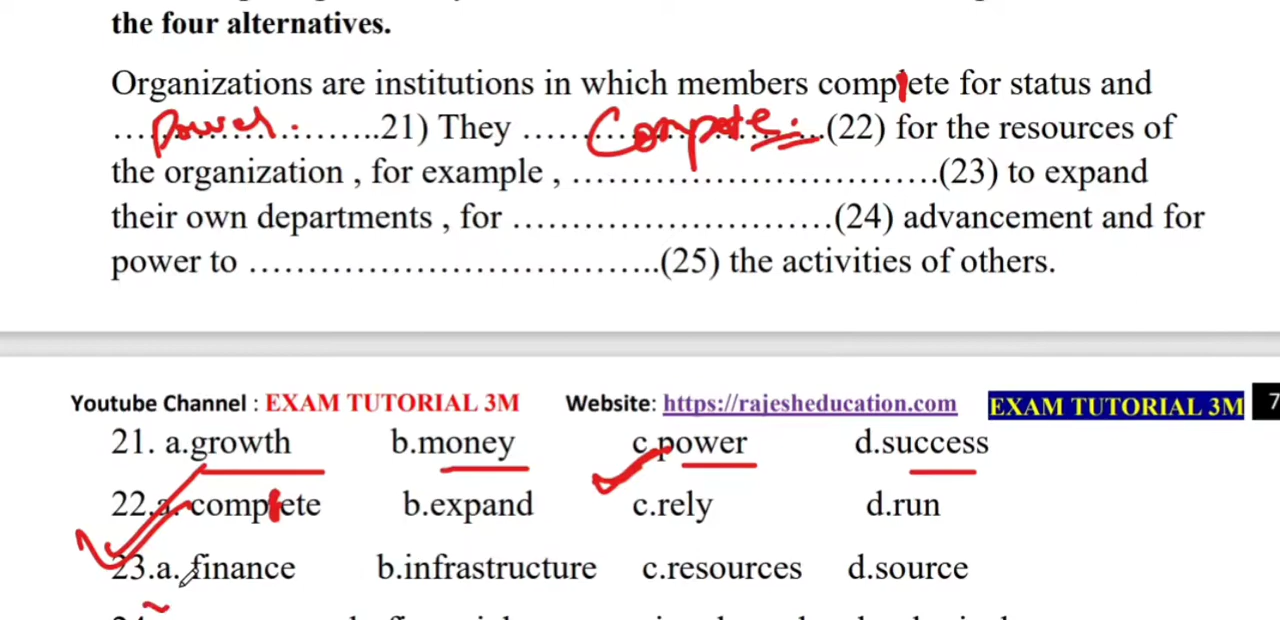 the four alternatives.
Organizations are institutions in which members complete for status and
……………..21) They ……………………..(22) for the resources of
Power. Compete.
the organization , for example , ……………………………….(23) to expand
their own departments , for …………………………….(24) advancement and for
power to …………………………………..(25) the activities of others.
Youtube Channel : EXAM TUTORIAL 3M Website: https://rajesheducation.com EXAM TUTORIAL 3M 7
21. a.growth b.money c.power d.success
22.a. complete b.expand c.rely d.run
23.a. finance b.infrastructure c.resources d.source